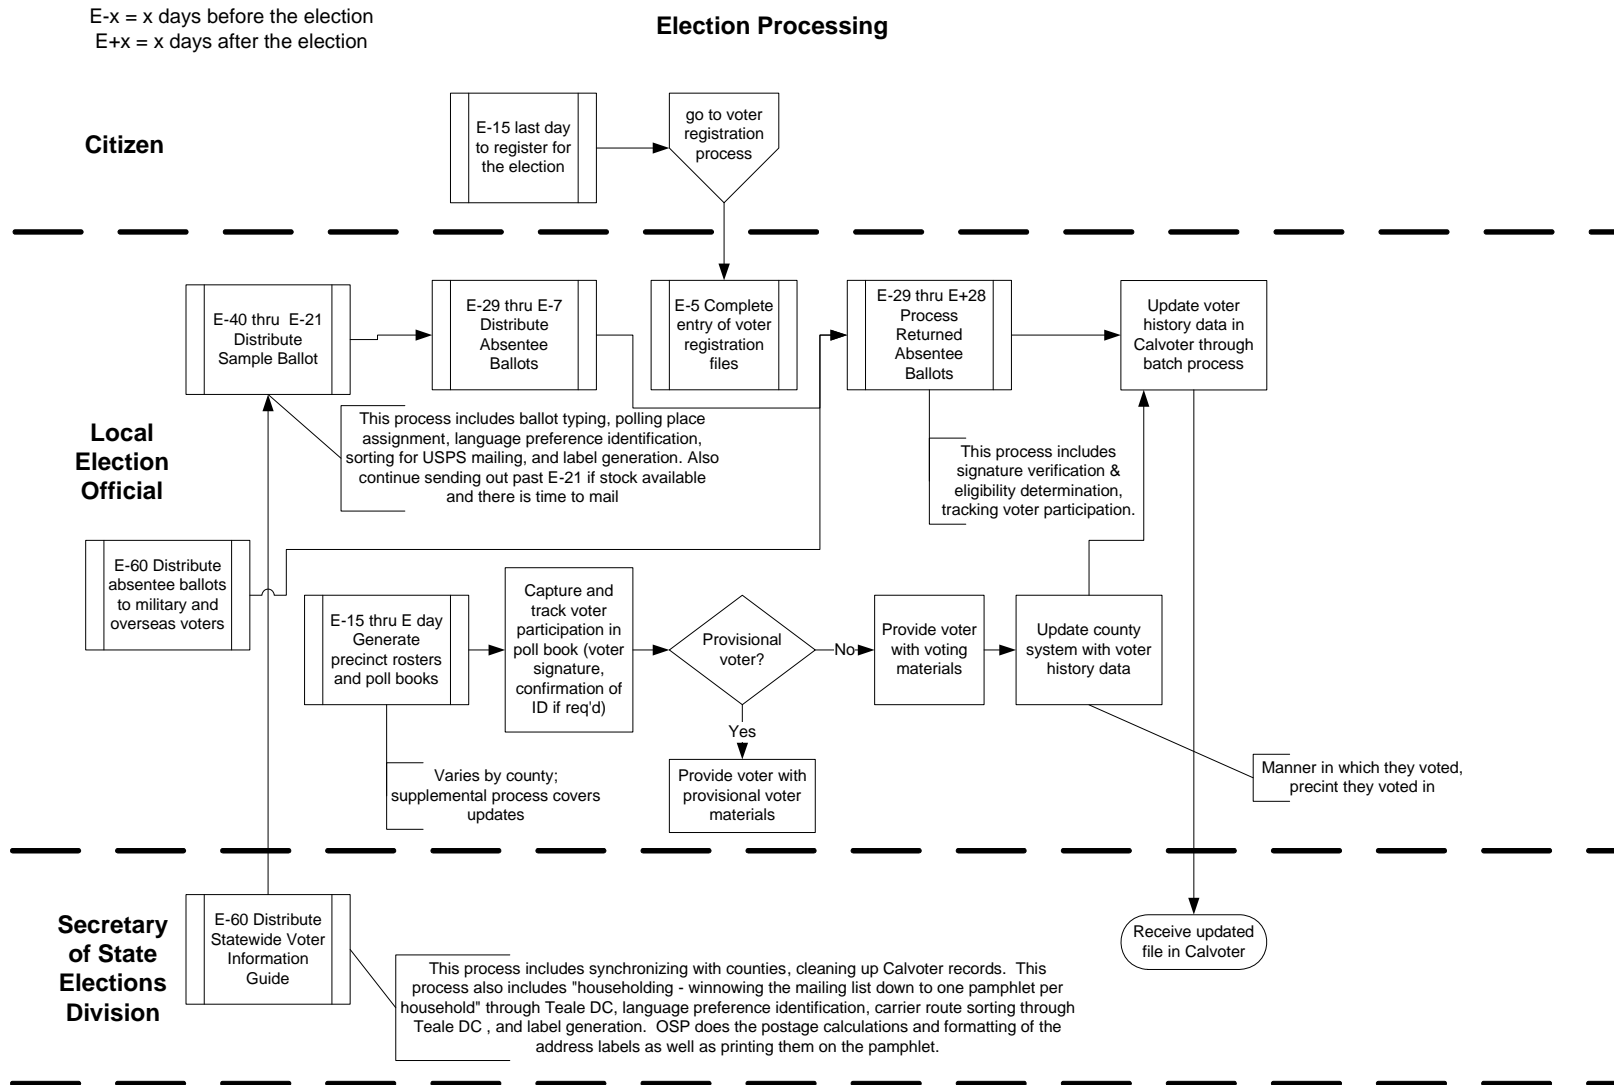 E-x = x days before the election
E+x = x days after the election
Election Processing
Citizen
E-15 last day
to register for
the election
go to voter
registration
process
Local
Election
Official
E-40 thru E-21
Distribute
Sample Ballot
E-29 thru E-7
Distribute
Absentee
Ballots
E-5 Complete
entry of voter
registration
files
E-29 thru E+28
Process
Returned
Absentee
Ballots
Update voter
history data in
Calvoter through
batch process
This process includes ballot typing, polling place
assignment, language preference identification,
sorting for USPS mailing, and label generation. Also
continue sending out past E-21 if stock available
and there is time to mail
This process includes
signature verification &
eligibility determination,
tracking voter participation.
E-60 Distribute
absentee ballots
to military and
overseas voters
E-15 thru E day
Generate
precinct rosters
and poll books
Capture and
track voter
participation in
poll book (voter
signature,
confirmation of
ID if req'd)
Provisional
voter?
No
Yes
Provide voter
with voting
materials
Update county
system with voter
history data
Varies by county;
supplemental process covers
updates
Provide voter with
provisional voter
materials
Manner in which they voted,
precint they voted in
Secretary
of State
Elections
Division
E-60 Distribute
Statewide Voter
Information
Guide
Receive updated
file in Calvoter
This process includes synchronizing with counties, cleaning up Calvoter records.  This
process also includes "householding - winnowing the mailing list down to one pamphlet per
household" through Teale DC, language preference identification, carrier route sorting through
Teale DC , and label generation.  OSP does the postage calculations and formatting of the
address labels as well as printing them on the pamphlet.